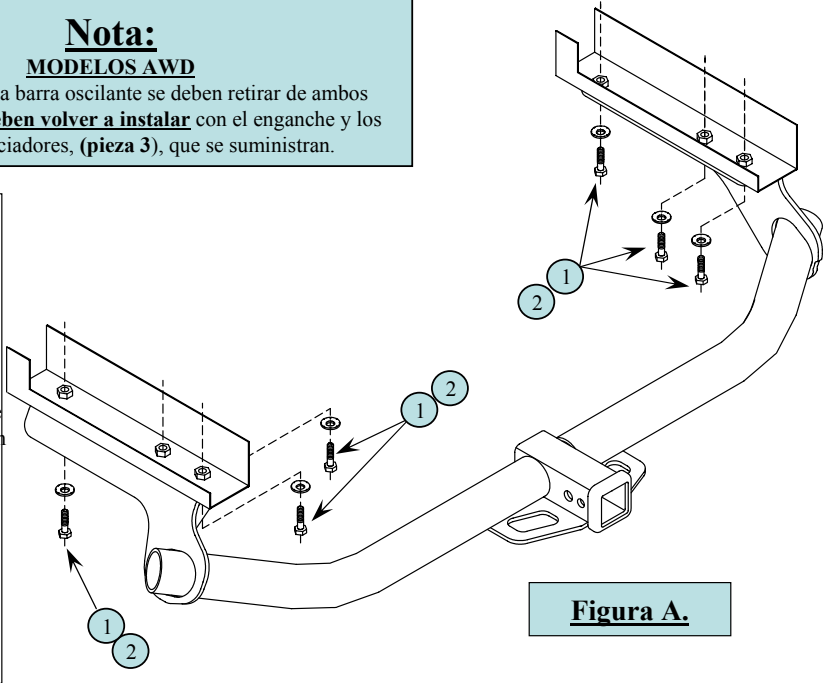 Nota:
MODELOS AWD
a barra oscilante se deben retirar de ambos
eben volver a instalar con el enganche y los
ciadores, (pieza 3), que se suministran.
1
2
2
1
1
2
Figura A.